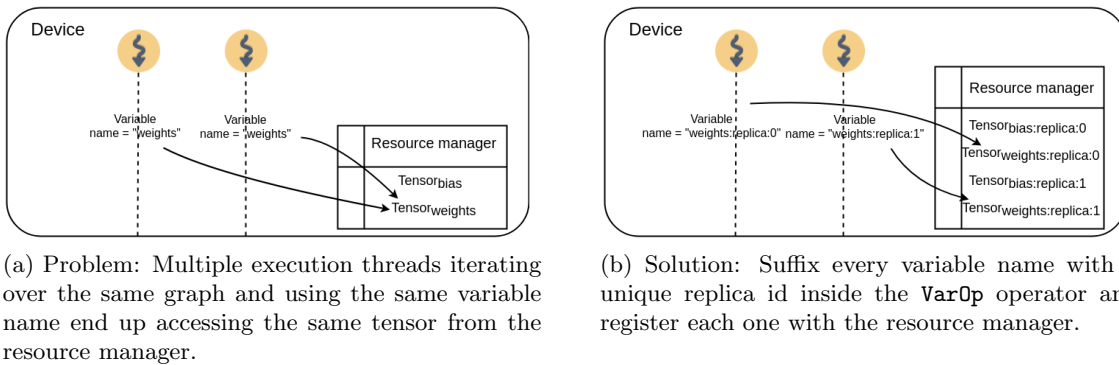 Device
Variable
name = "weights"
Variable
name = "weights"
Resource manager
Tensorbias
Tensorweights
(a) Problem: Multiple execution threads iterating
over the same graph and using the same variable
name end up accessing the same tensor from the
resource manager.
Device
Variable
name = "weights:replica:0"
Variable
name = "weights:replica:1"
Resource manager
Tensorbias:replica:0
Tensorweights:replica:0
Tensorbias:replica:1
Tensorweights:replica:1
(b) Solution: Suffix every variable name with
unique replica id inside the VarOp operator an
register each one with the resource manager.